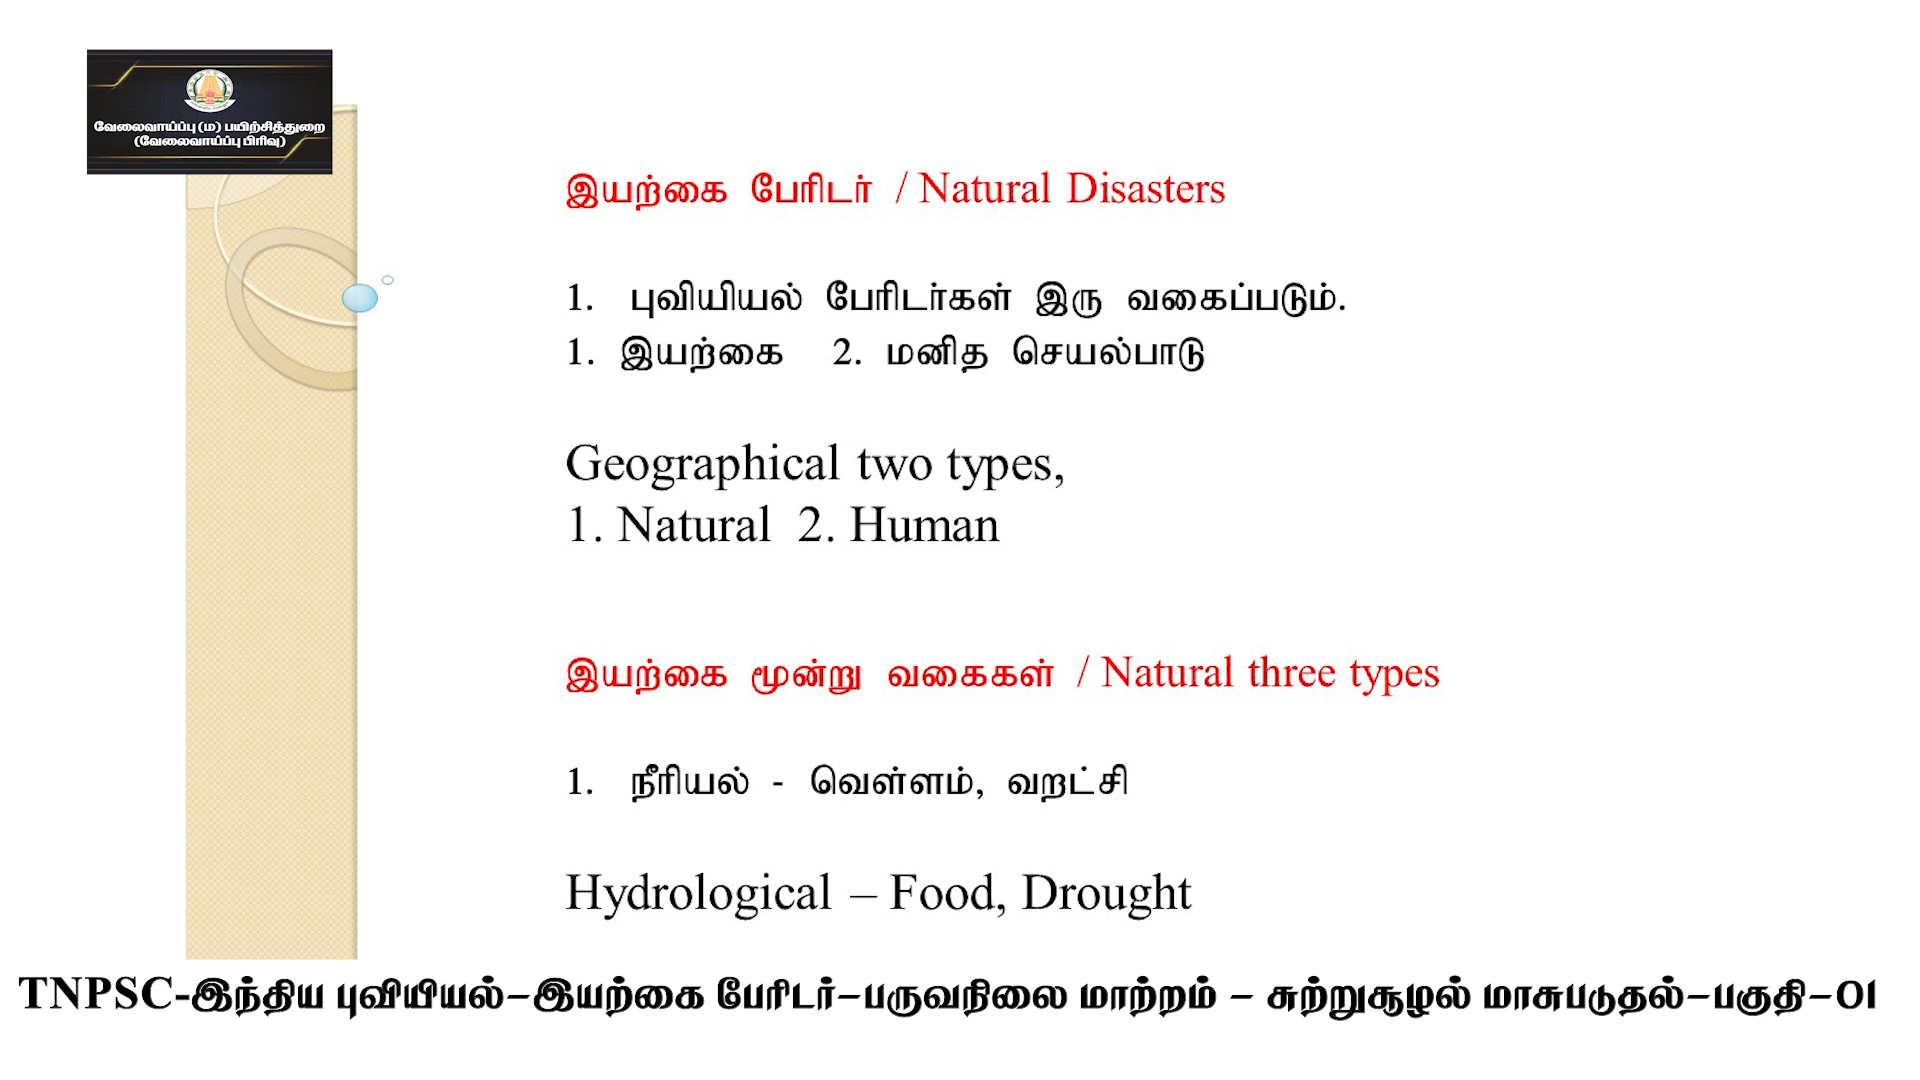 வேலைவாய்ப்பு (ம) பயிற்சித்துறை
(வேலைவாய்ப்பு பிரிவு)
இயற்கை பேரிடர் / Natural Disasters
1. புவியியல் பேரிடர்கள் இரு வகைப்படும்.
1. இயற்கை 2. மனித செயல்பாடு
Geographical two types,
1. Natural 2. Human
இயற்கை மூன்று வகைகள் / Natural three types
1. நீரியல் - வெள்ளம், வறட்சி
Hydrological – Food, Drought
TNPSC-இந்திய புவியியல்–இயற்கை பேரிடர்–பருவநிலை மாற்றம் – சுற்றுசூழல் மாசுபடுதல்–பகுதி–01